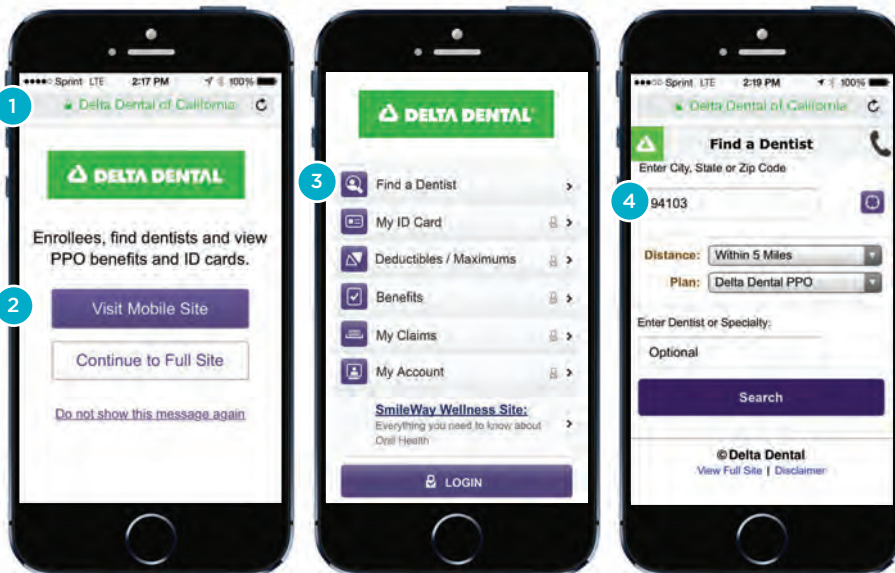 Sprint LTE 2:17 PM 100%
1
Delta Dental of California
DELTA DENTAL
Enrollees, find dentists and view
PPO benefits and ID cards.
2
Visit Mobile Site
Continue to Full Site
Do not show this message again
DELTA DENTAL
3
Find a Dentist
My ID Card
Deductibles / Maximums
Benefits
My Claims
My Account
SmileWay Wellness Site:
Everything you need to know about
Oral Health
LOGIN
Sprint LTE 2:19 PM 100%
Delta Dental of California
Find a Dentist
Enter City, State or Zip Code
4
94103
Distance: Within 5 Miles
Plan: Delta Dental PPO
Enter Dentist or Specialty:
Optional
Search
© Delta Dental
View Full Site | Disclaimer